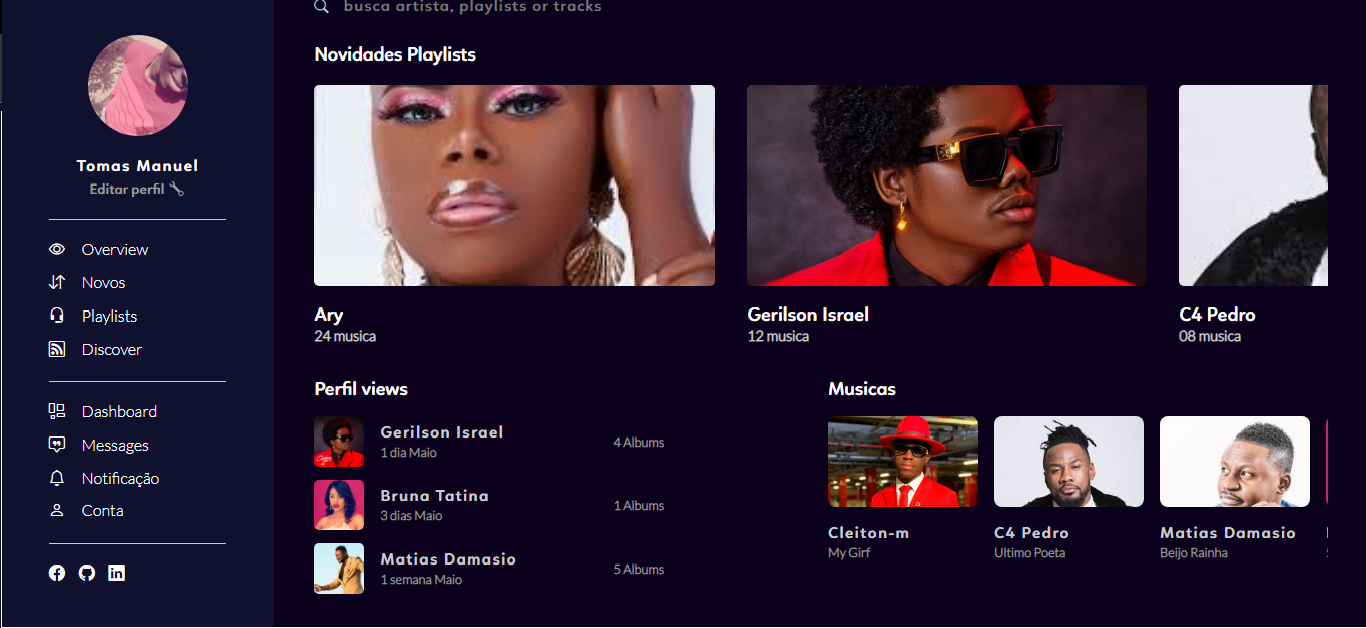 busca artista, playlists or tracks
Tomas Manuel
Editar perfil
Overview
Novos
Playlists
Discover
Dashboard
Messages
Notificação
Conta
Novidades Playlists
Ary
24 musica
Gerilson Israel
12 musica
C4 Pedro
08 musica
Perfil views
Gerilson Israel
1 dia Maio
4 Albums
Bruna Tatina
3 dias Maio
1 Albums
Matias Damasio
1 semana Maio
5 Albums
Musicas
Cleiton-m
My Girf
C4 Pedro
Ultimo Poeta
Matias Damasio
Beijo Rainha